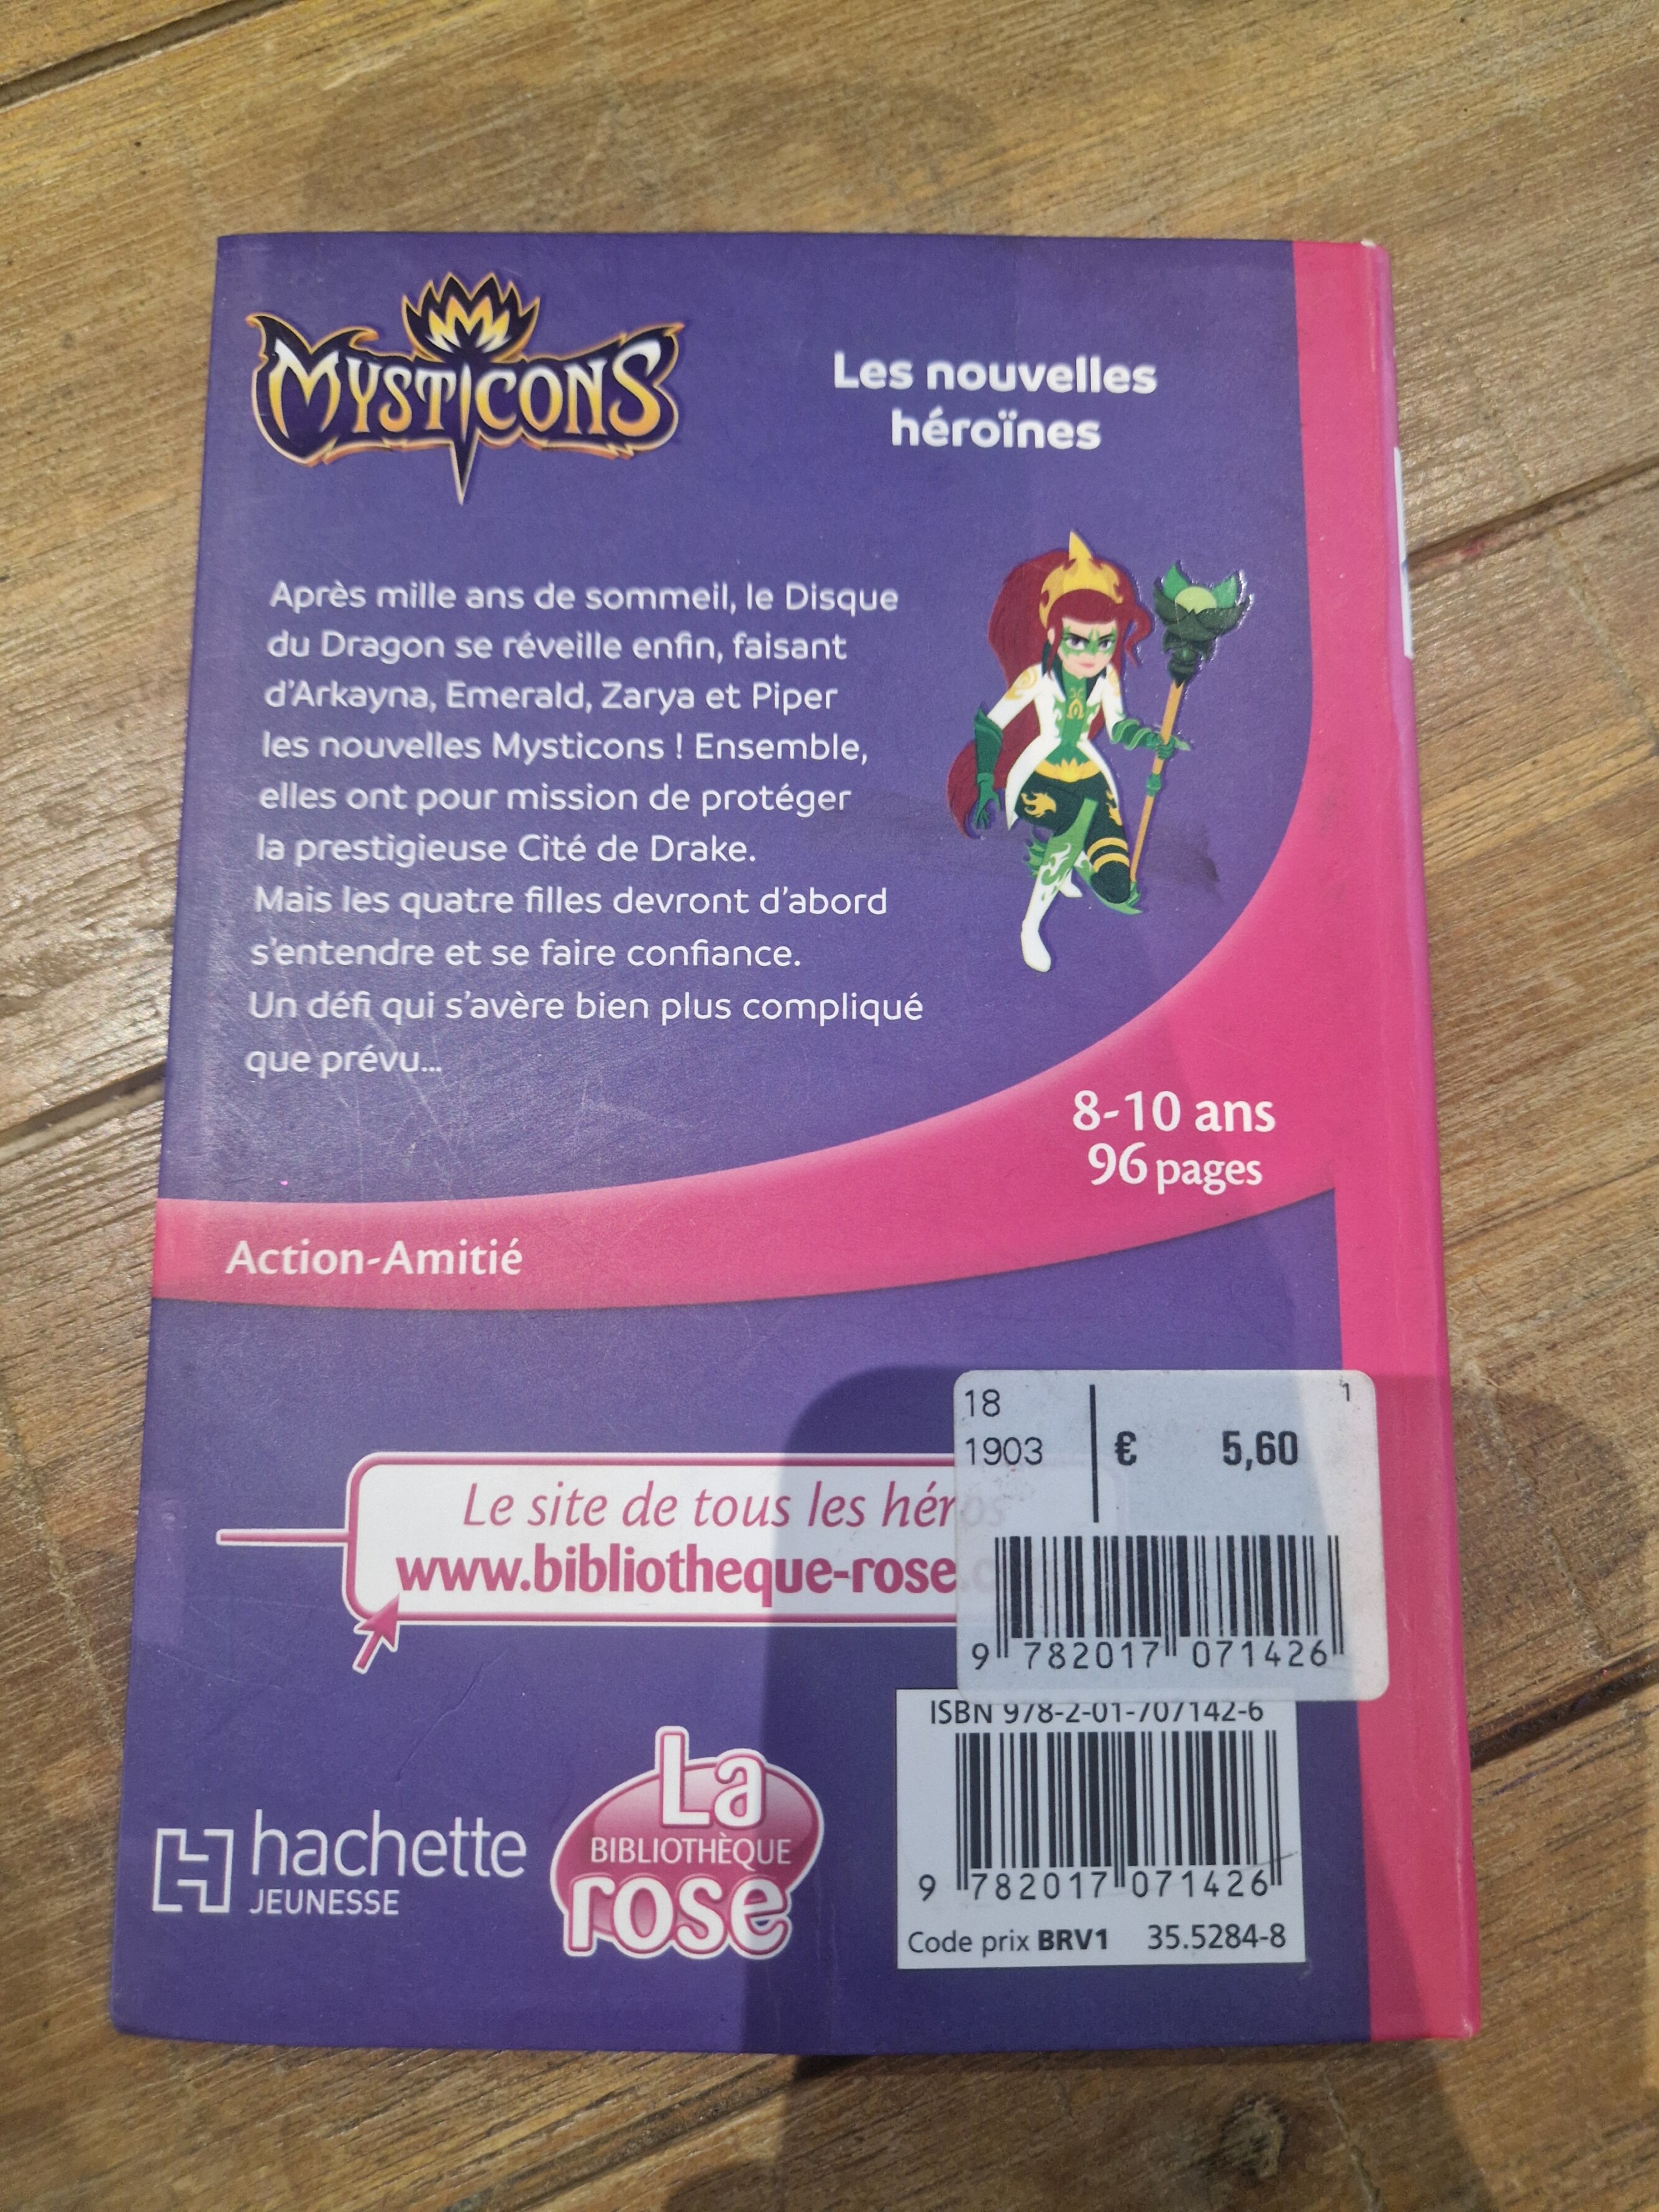 MYSTICONS
Les nouvelles
héroïnes
Après mille ans de sommeil, le Disque
du Dragon se réveille enfin, faisant
d'Arkayna, Emerald, Zarya et Piper
les nouvelles Mysticons ! Ensemble,
elles ont pour mission de protéger
la prestigieuse Cité de Drake.
Mais les quatre filles devront d'abord
s'entendre et se faire confiance.
Un défi qui s'avère bien plus compliqué
que prévu...
8-10 ans
96 pages
Action-Amitié
18
1903
€ 5,60
1
Le site de tous les héros
www.bibliotheque-rose.c
9 782017 071426
ISBN 978-2-01-707142-6
9 782017 071426
Code prix BRV1 35.5284-8
hachette
JEUNESSE
La
BIBLIOTHÈQUE
rose